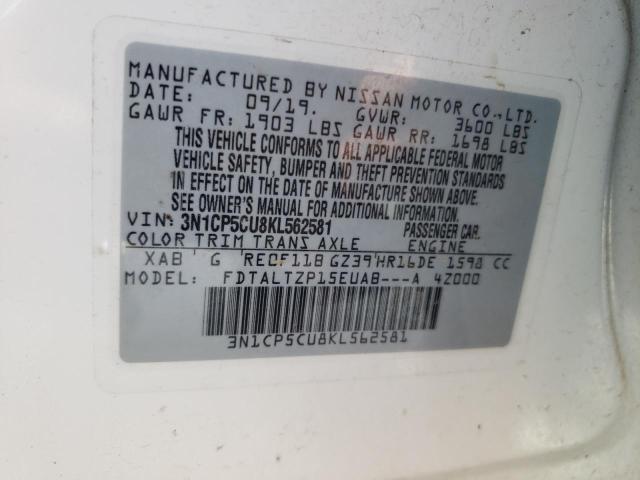 MANUFACTURED BY NISSAN MOTOR CO., LTD.
DATE: 09/19. GVWR: 3600 LBS
GAWR FR: 1903 LBS GAWR RR: 1698 LBS
THIS VEHICLE CONFORMS TO ALL APPLICABLE FEDERAL MOTOR
VEHICLE SAFETY, BUMPER AND THEFT PREVENTION STANDARDS
IN EFFECT ON THE DATE OF MANUFACTURE SHOWN ABOVE.
SEE OWNER'S MANUAL FOR ADDITIONAL INFORMATION.
VIN: 3N1CP5CU8KL562581 PASSENGER CAR
COLOR TRIM TRANS AXLE ENGINE
XAB G RE0F11B GZ39 HR16DE 1598 CC
MODEL: FDTALTZP15EUAB---A 4Z000
3N1CP5CU8KL562581